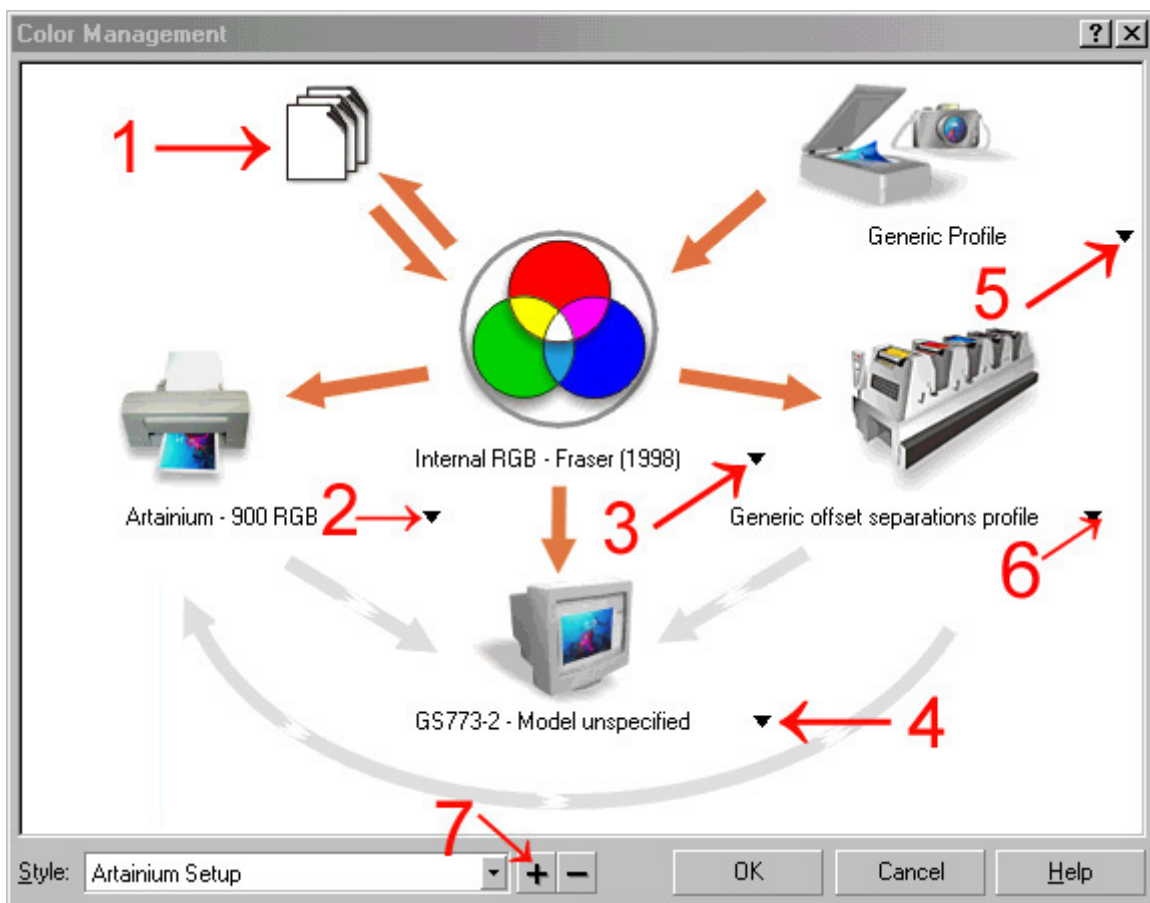 Color Management
1
Generic Profile
5
Internal RGB - Fraser (1998)
3
Artainium - 900 RGB
2
Generic offset separations profile
6
GS773-2 - Model unspecified
4
7
Style: Artainium Setup + − OK Cancel Help